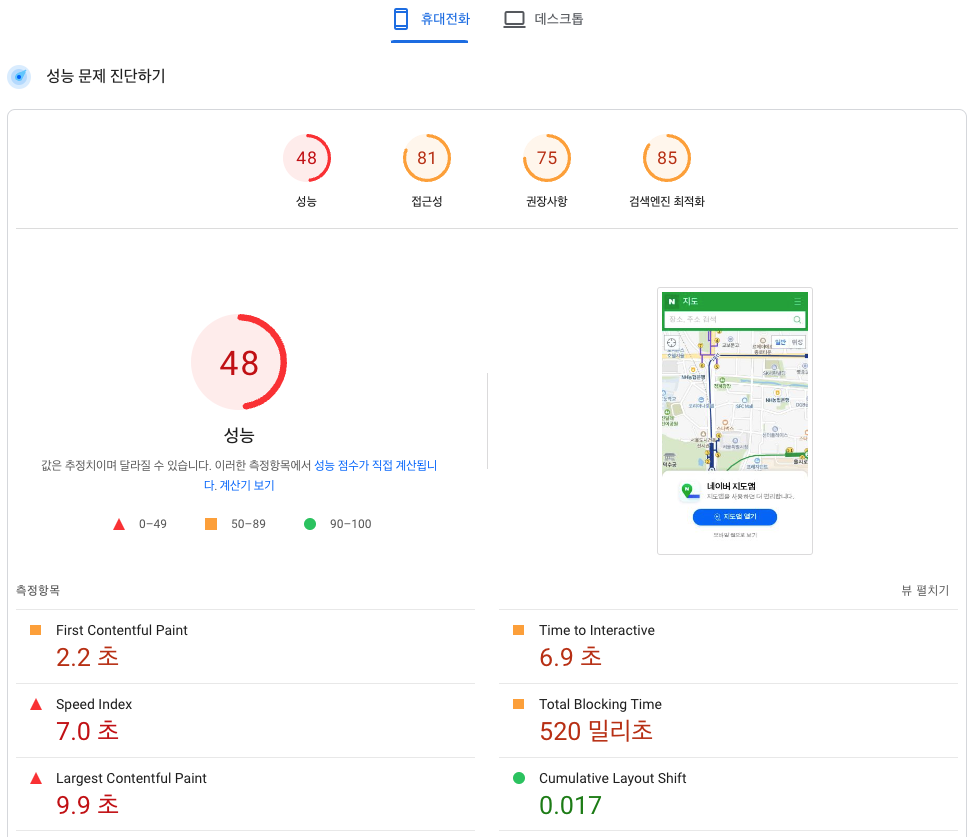 휴대전화
데스크톱
성능 문제 진단하기
48
81
75
85
성능
접근성
권장사항
검색엔진 최적화
48
성능
값은 추정치이며 달라질 수 있습니다. 이러한 측정항목에서 성능 점수가 직접 계산됩니
다. 계산기 보기
0–49
50–89
90–100
N 지도
장소, 주소 검색
일반 위성
네이버 지도앱
지도앱을 사용하면 더 편리합니다.
지도앱 열기
모바일 웹으로 보기
측정항목
뷰 펼치기
First Contentful Paint
2.2 초
Time to Interactive
6.9 초
Speed Index
7.0 초
Total Blocking Time
520 밀리초
Largest Contentful Paint
9.9 초
Cumulative Layout Shift
0.017